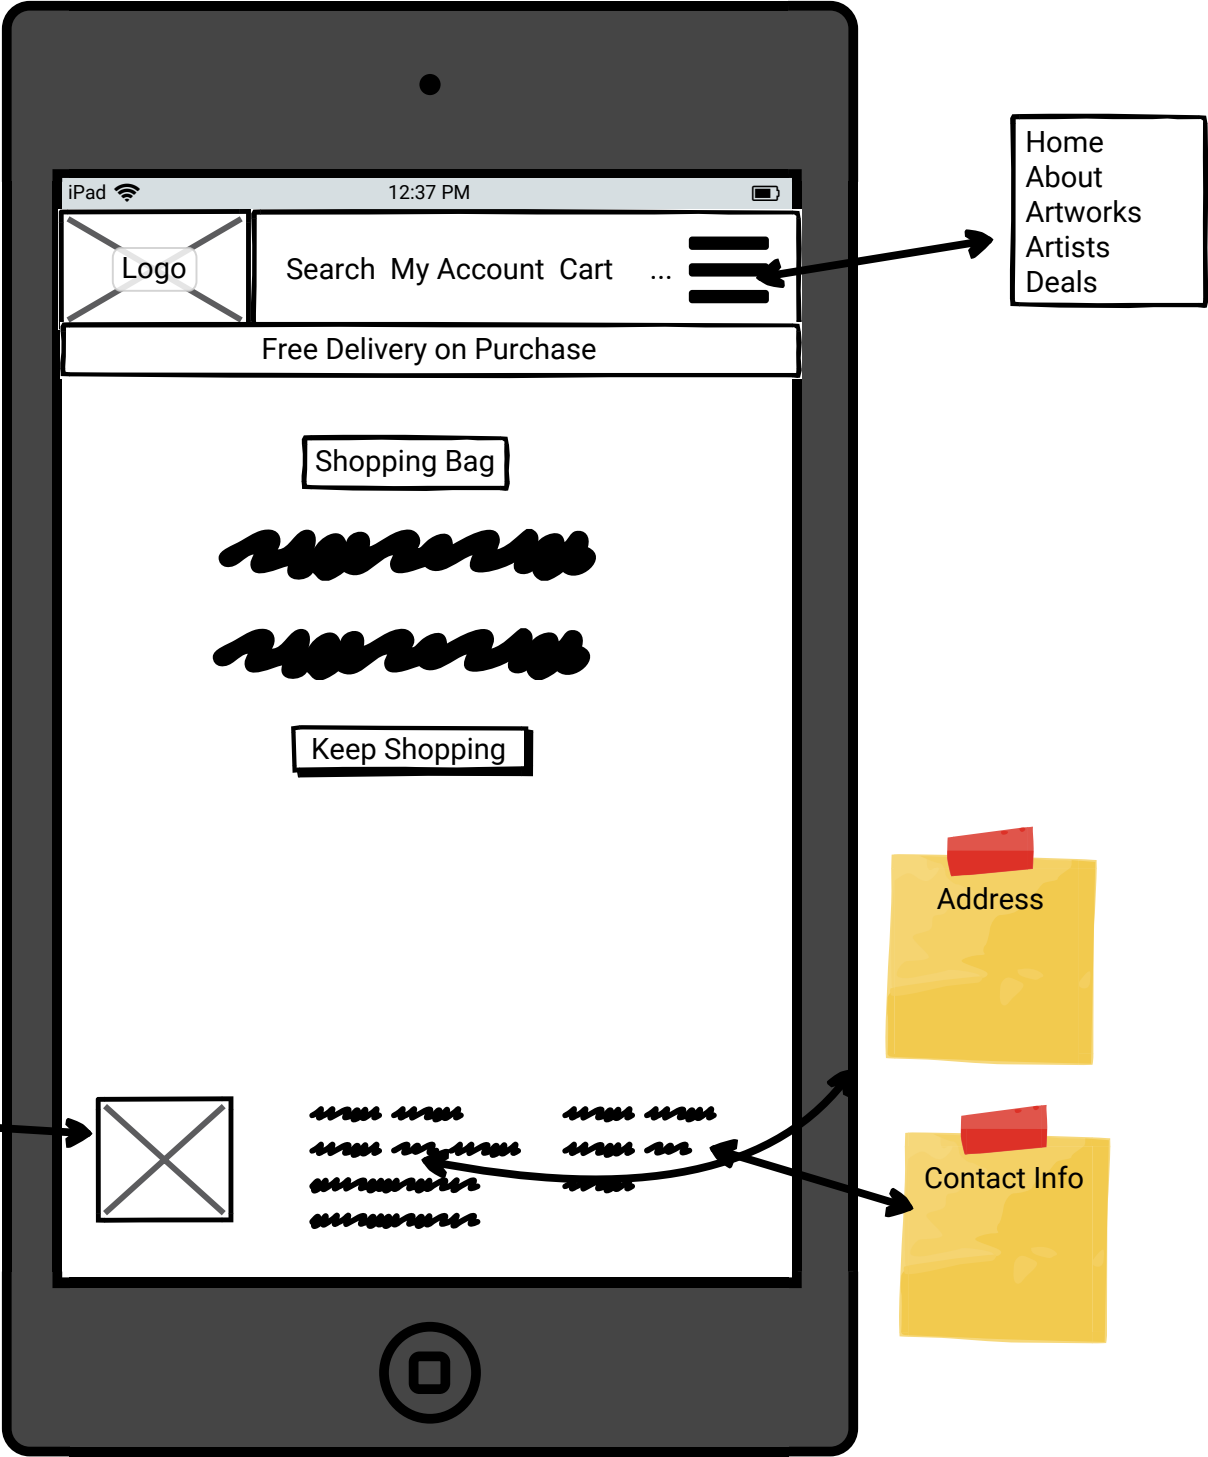 iPad 12:37 PM
Logo
Search My Account Cart ...
Free Delivery on Purchase
Shopping Bag
Keep Shopping
Home
About
Artworks
Artists
Deals
Address
Contact Info